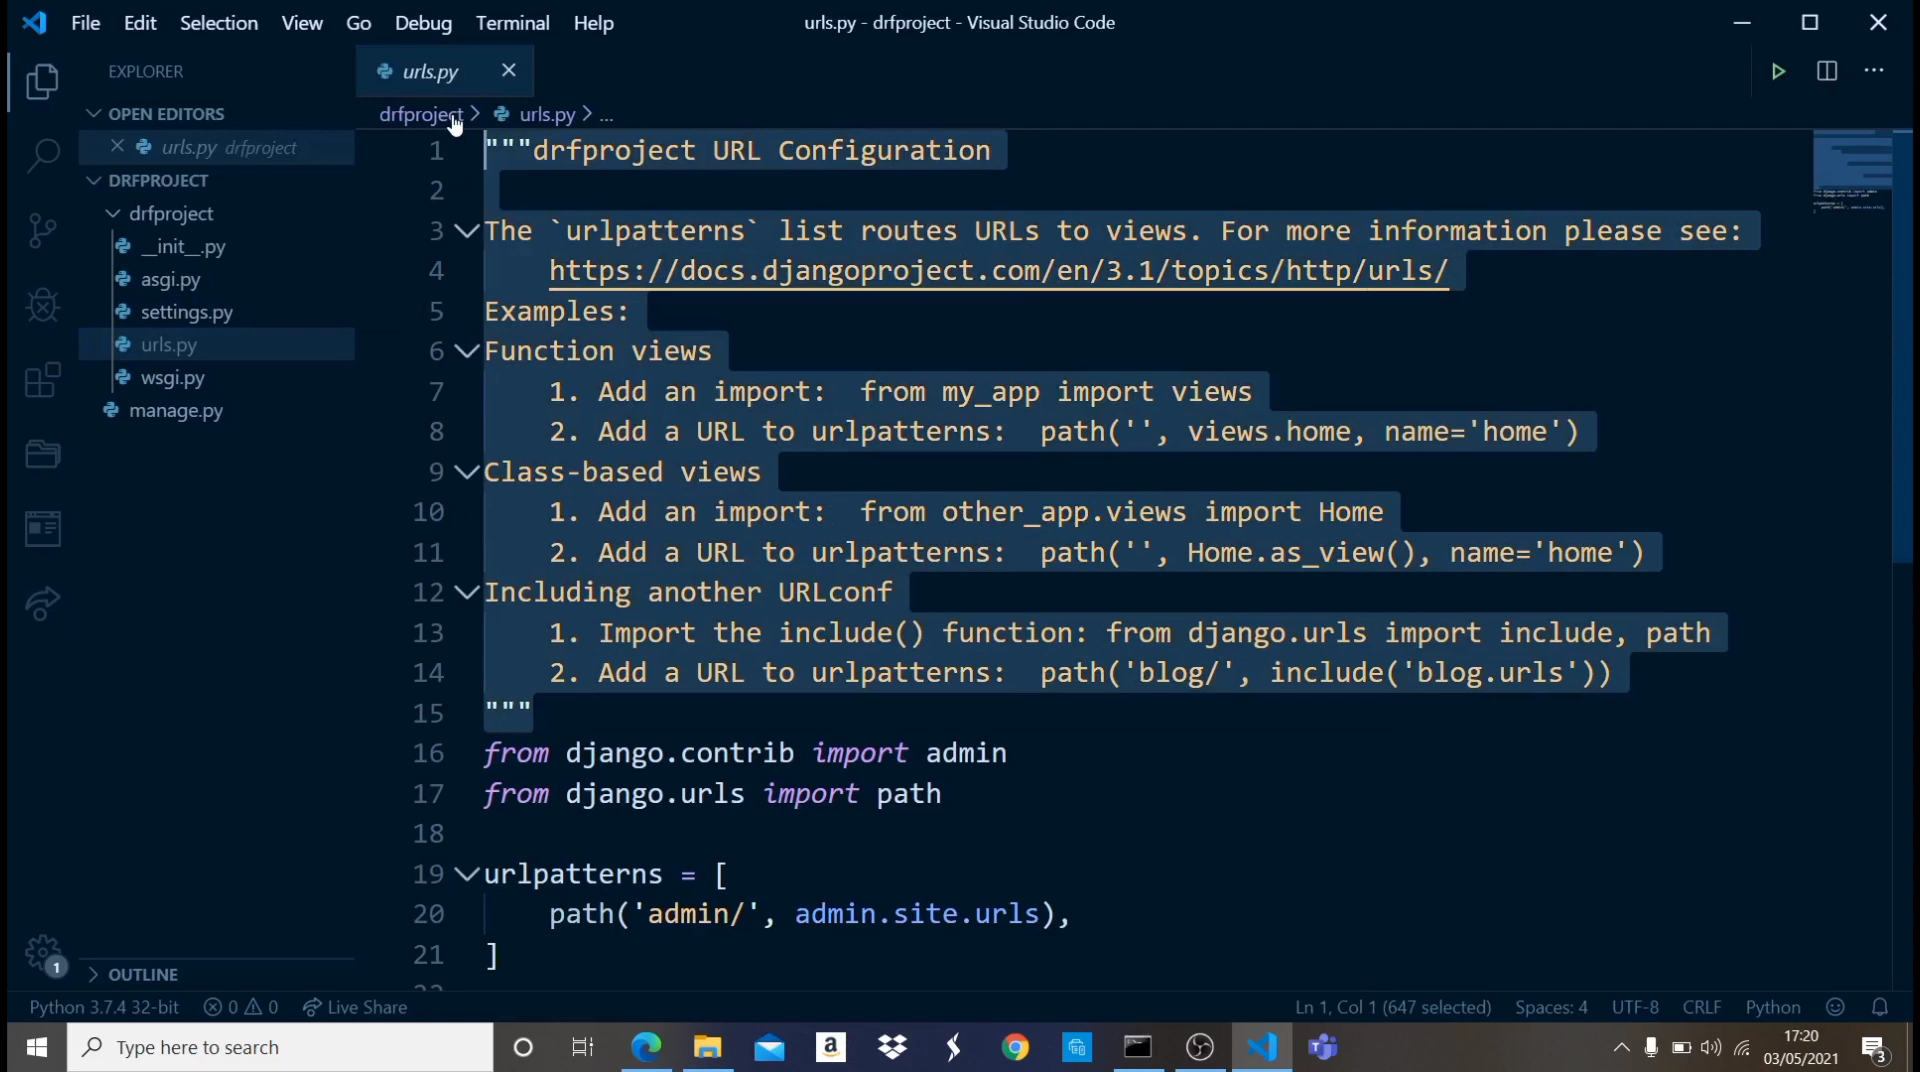 File Edit Selection View Go Debug Terminal Help
urls.py - drfproject - Visual Studio Code
EXPLORER
OPEN EDITORS
urls.py drfproject
DRFPROJECT
drfproject
__init__.py
asgi.py
settings.py
urls.py
wsgi.py
manage.py
OUTLINE
urls.py
drfproject > urls.py > ...
1 """drfproject URL Configuration
2
3 The `urlpatterns` list routes URLs to views. For more information please see:
4     https://docs.djangoproject.com/en/3.1/topics/http/urls/
5 Examples:
6 Function views
7     1. Add an import:  from my_app import views
8     2. Add a URL to urlpatterns:  path('', views.home, name='home')
9 Class-based views
10     1. Add an import:  from other_app.views import Home
11     2. Add a URL to urlpatterns:  path('', Home.as_view(), name='home')
12 Including another URLconf
13     1. Import the include() function: from django.urls import include, path
14     2. Add a URL to urlpatterns:  path('blog/', include('blog.urls'))
15 """
16 from django.contrib import admin
17 from django.urls import path
18
19 urlpatterns = [
20     path('admin/', admin.site.urls),
21 ]
1
Python 3.7.4 32-bit 0 0 Live Share
Ln 1, Col 1 (647 selected) Spaces: 4 UTF-8 CRLF Python
Type here to search
17:20
03/05/2021
3